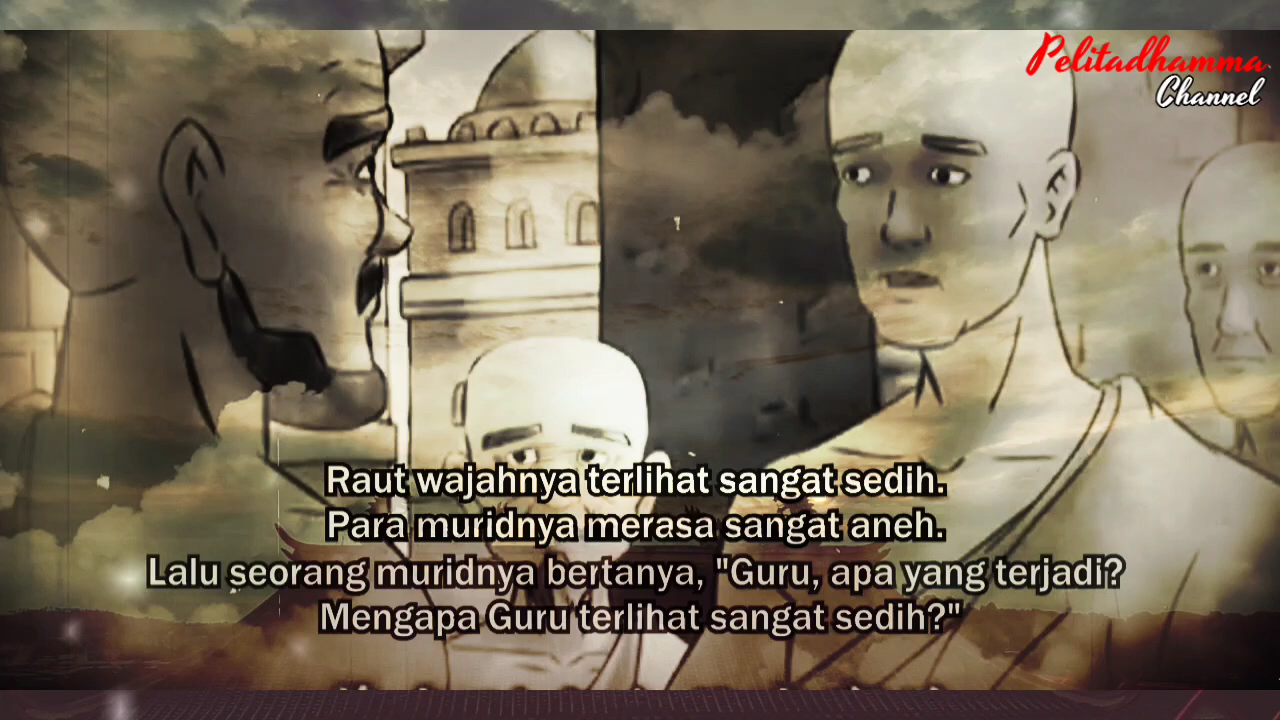 Pelitadhamma
Channel
Raut wajahnya terlihat sangat sedih.
Para muridnya merasa sangat aneh.
Lalu seorang muridnya bertanya, "Guru, apa yang terjadi?
Mengapa Guru terlihat sangat sedih?"